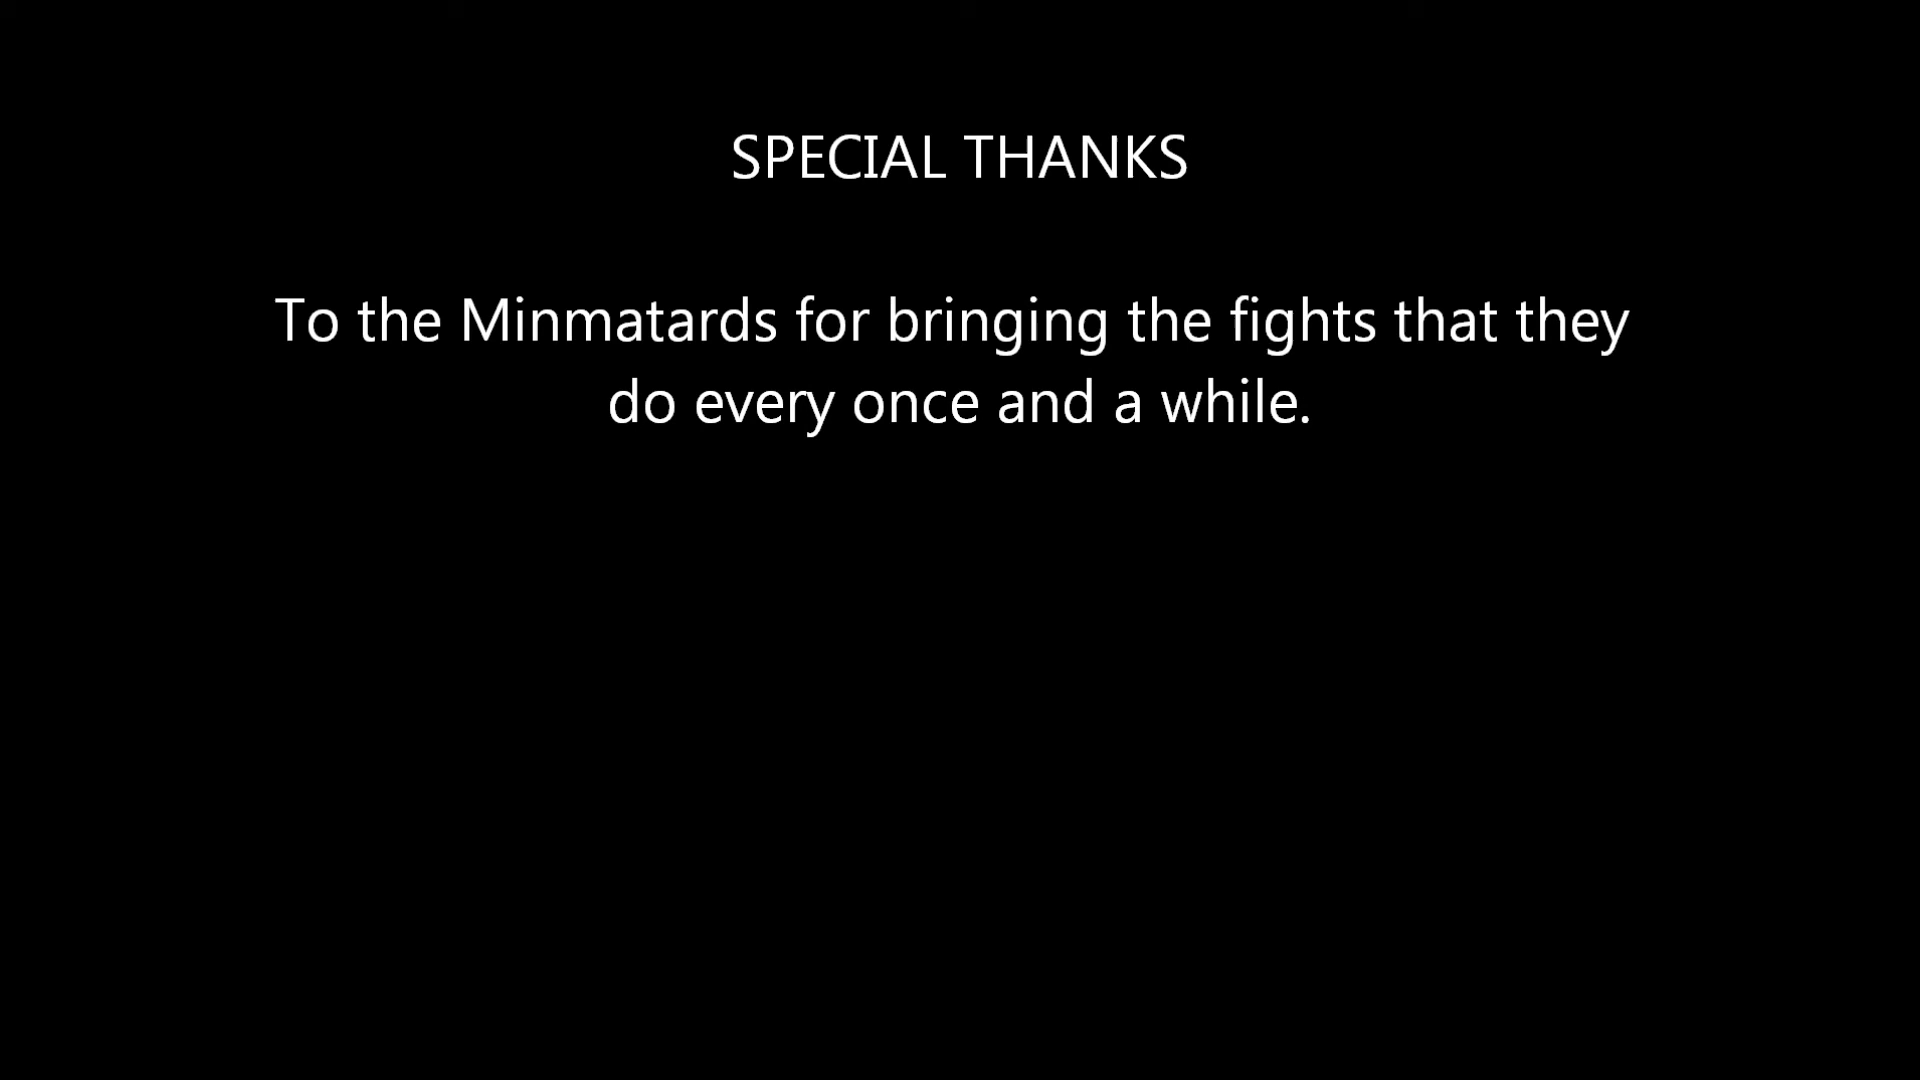 SPECIAL THANKS
To the Minmatards for bringing the fights that they
do every once and a while.